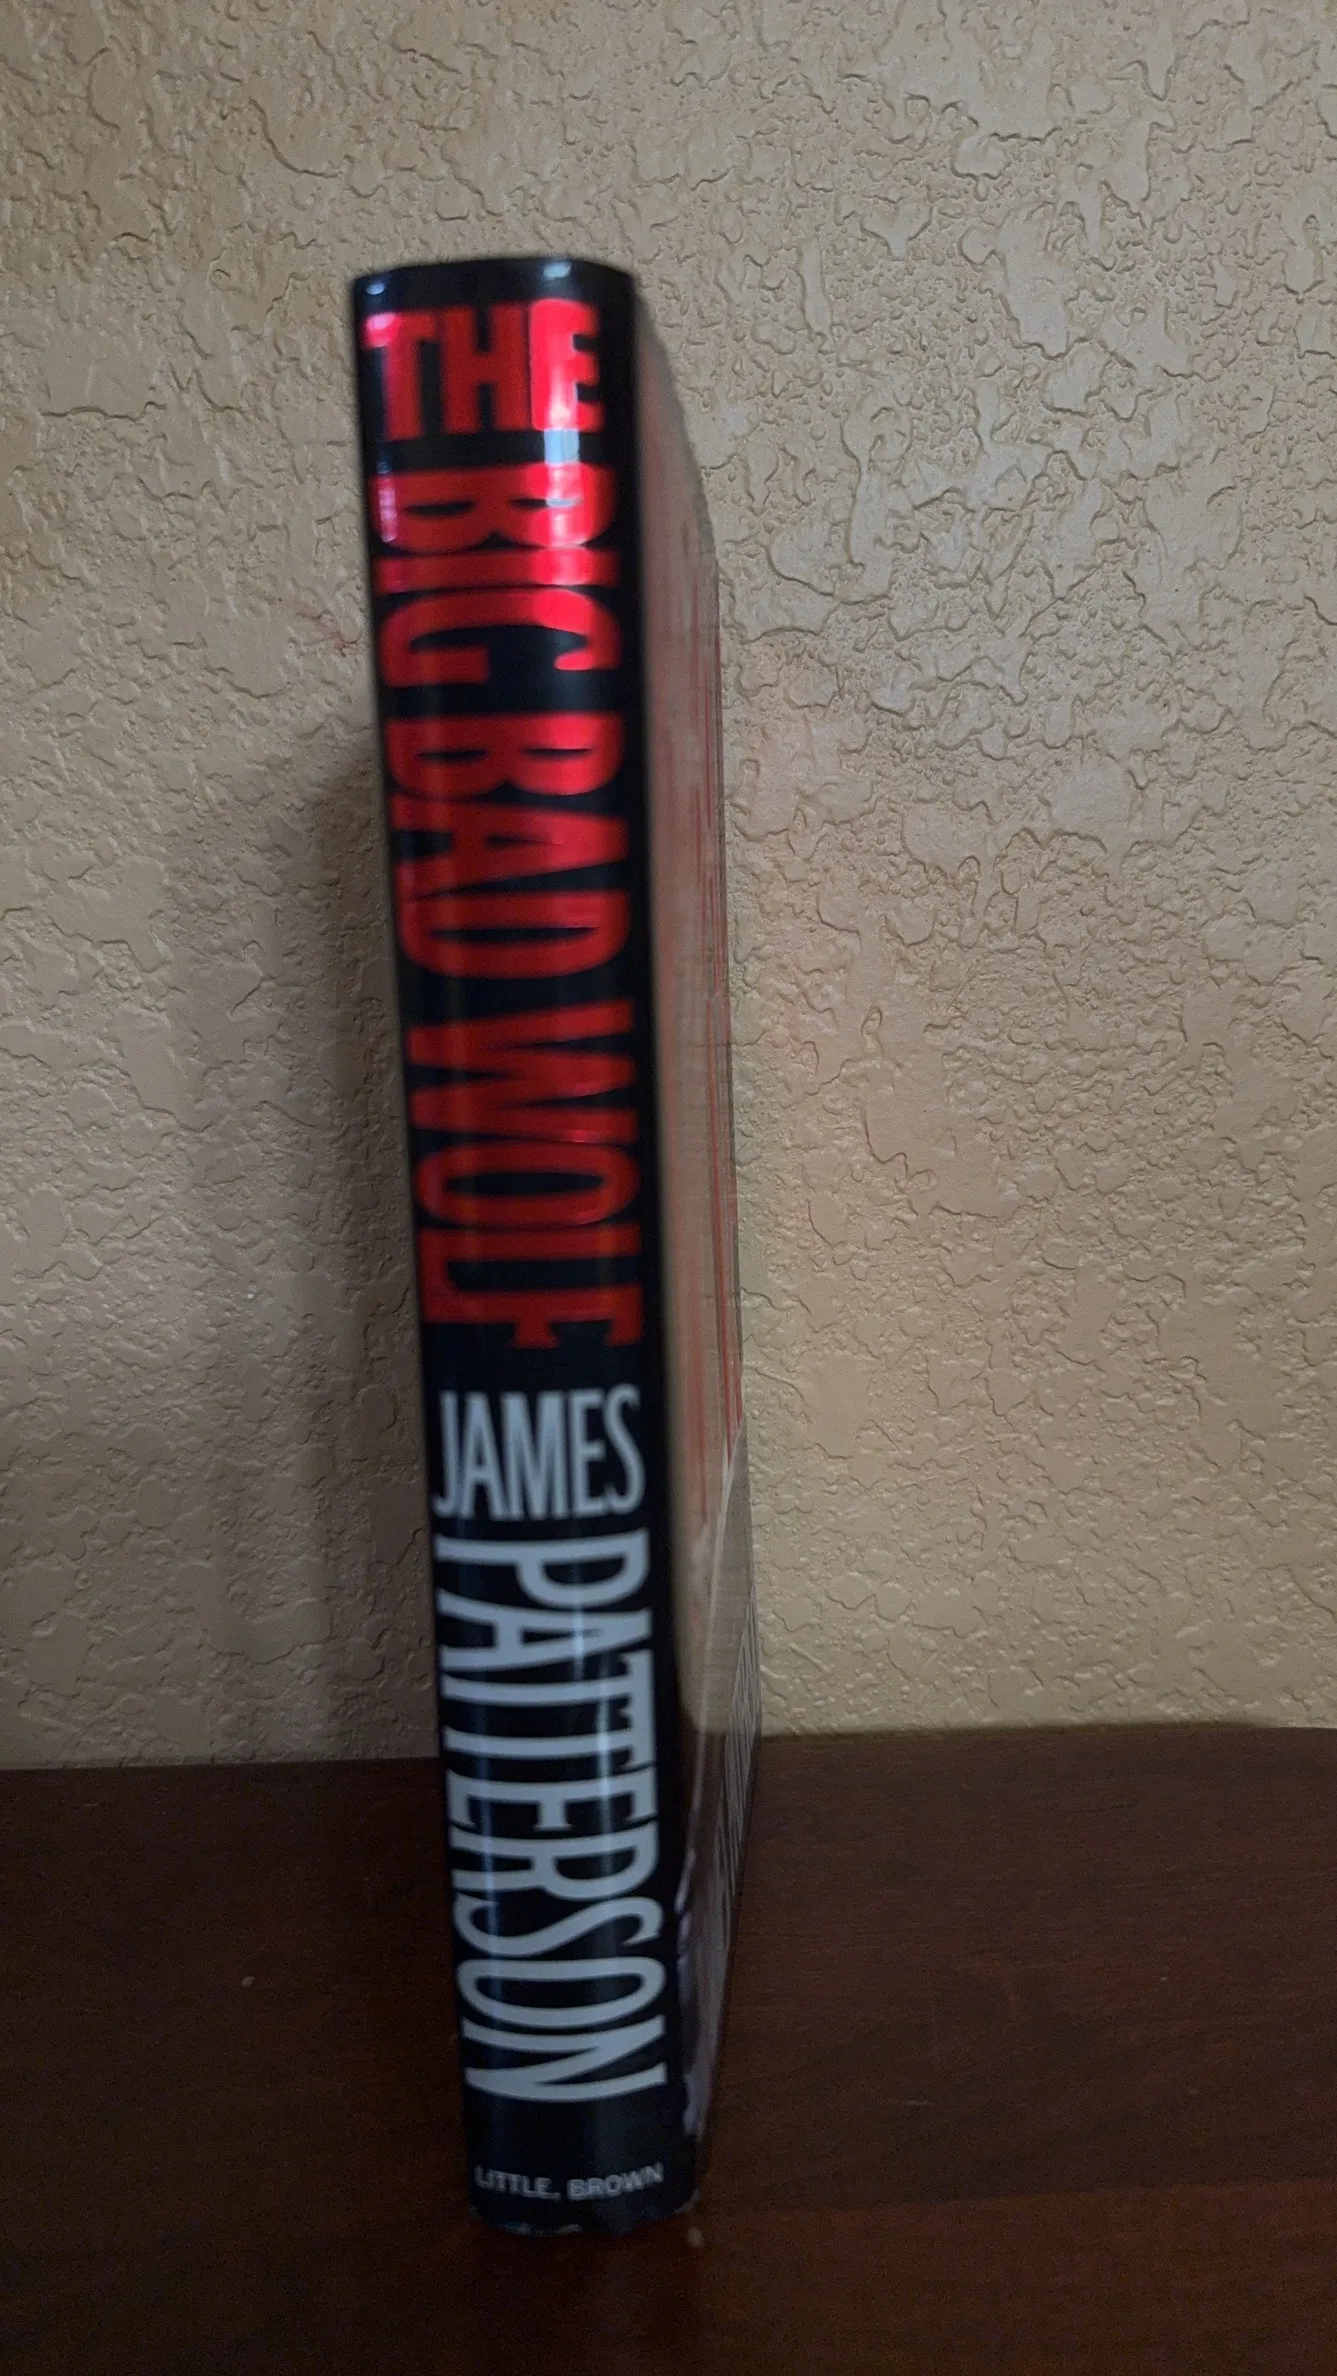 THE BIG BAD WOLF
JAMES
PATTERSON
LITTLE, BROWN